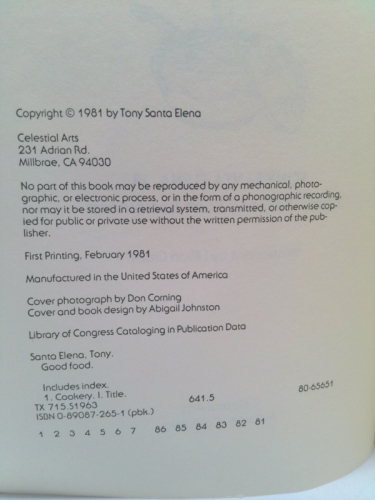 Copyright © 1981 by Tony Santa Elena
Celestial Arts
231 Adrian Rd.
Millbrae, CA 94030
No part of this book may be reproduced by any mechanical, photo-
graphic, or electronic process, or in the form of a phonographic recording,
nor may it be stored in a retrieval system, transmitted, or otherwise cop-
ied for public or private use without the written permission of the pub-
lisher.
First Printing, February 1981
Manufactured in the United States of America
Cover photograph by Don Corning
Cover and book design by Abigail Johnston
Library of Congress Cataloging in Publication Data
Santa Elena, Tony.
Good food.
Includes index.
1. Cookery. I. Title.
TX 715.S1963 641.5 80-65651
ISBN 0-89087-265-1 (pbk.)
1 2 3 4 5 6 7 86 85 84 83 82 81